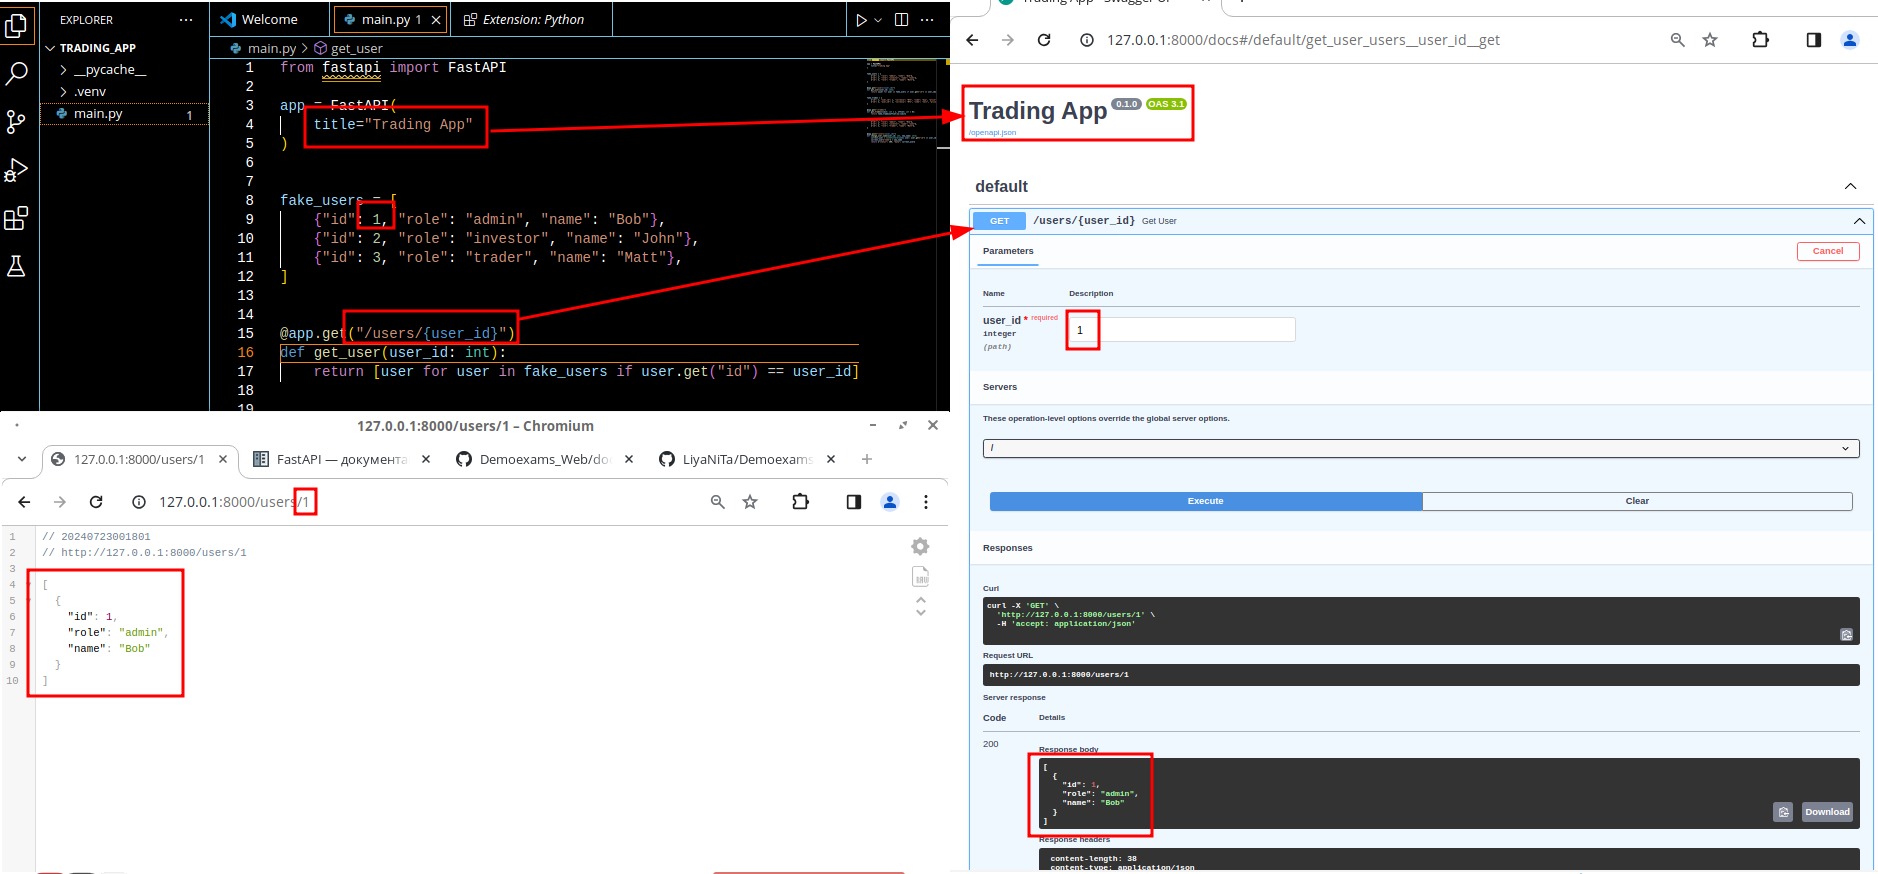 EXPLORER
TRADING_APP
__pycache__
.venv
main.py 1
Welcome
main.py 1
Extension: Python
main.py > get_user
1 from fastapi import FastAPI
2
3 app = FastAPI(
4 title="Trading App"
5 )
6
7
8 fake_users = [
9 {"id": 1, "role": "admin", "name": "Bob"},
10 {"id": 2, "role": "investor", "name": "John"},
11 {"id": 3, "role": "trader", "name": "Matt"},
12 ]
13
14
15 @app.get("/users/{user_id}")
16 def get_user(user_id: int):
17 return [user for user in fake_users if user.get("id") == user_id]
18
19
127.0.0.1:8000/users/1 – Chromium
127.0.0.1:8000/users/1
FastAPI — документа
Demoexams_Web/do
LiyaNiTa/Demoexams
127.0.0.1:8000/users/1
1 // 20240723001801
2 // http://127.0.0.1:8000/users/1
3
4 [
5 {
6 "id": 1,
7 "role": "admin",
8 "name": "Bob"
9 }
10 ]
127.0.0.1:8000/docs#/default/get_user_users__user_id__get
Trading App 0.1.0 OAS 3.1
/openapi.json
default
GET /users/{user_id} Get User
Parameters
Cancel
Name Description
user_id * required
integer
(path)
1
Servers
These operation-level options override the global server options.
/
Execute
Clear
Responses
Curl
curl -X 'GET' \
'http://127.0.0.1:8000/users/1' \
-H 'accept: application/json'
Request URL
http://127.0.0.1:8000/users/1
Server response
Code Details
200
Response body
[
{
"id": 1,
"role": "admin",
"name": "Bob"
}
]
Download
Response headers
content-length: 38
content-type: application/json